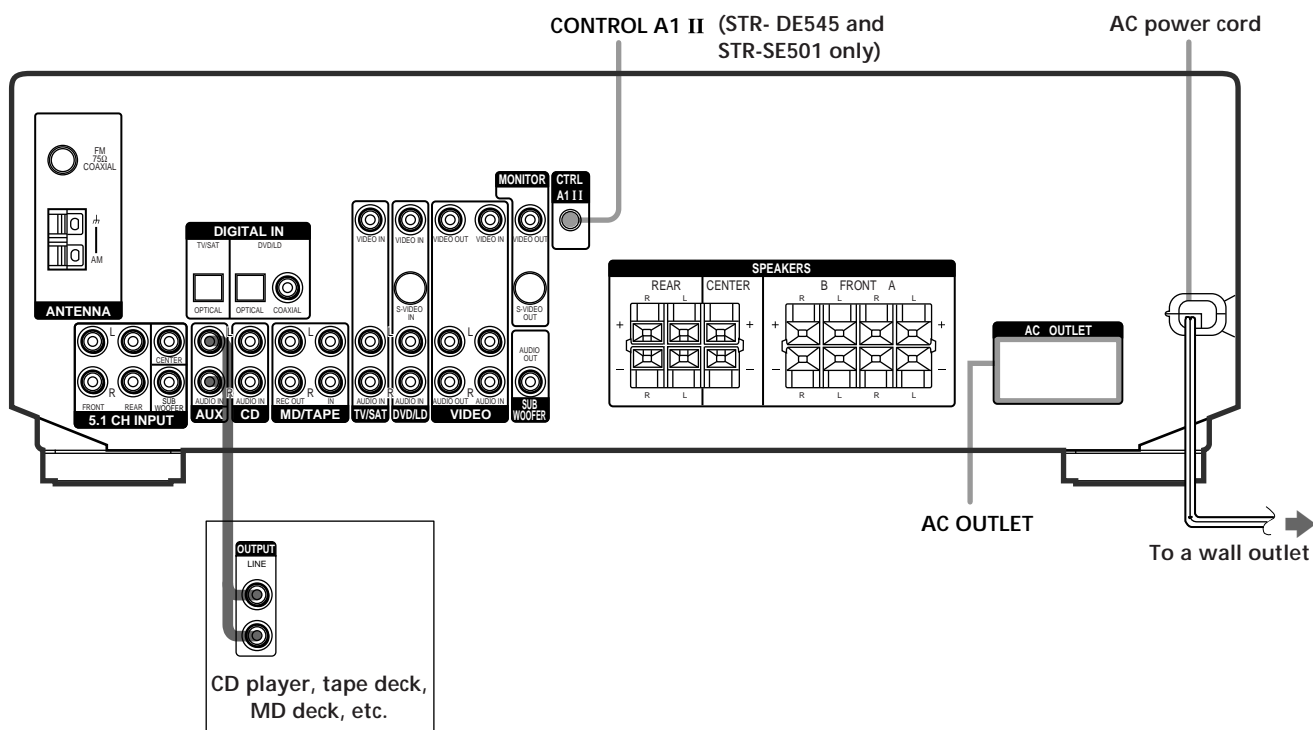 CONTROL A1 II (STR- DE545 and
STR-SE501 only)
AC power cord
FM
75Ω
COAXIAL
AM
ANTENNA
DIGITAL IN
TV/SAT
DVD/LD
OPTICAL
OPTICAL
COAXIAL
MONITOR
CTRL
A1 II
VIDEO IN
VIDEO IN
VIDEO OUT
VIDEO IN
VIDEO OUT
S-VIDEO
IN
S-VIDEO
OUT
SPEAKERS
REAR
CENTER
B FRONT A
R
L
R
L
R
L
+
+
+
–
–
–
R
L
R
L
R
L
AC OUTLET
L
L
L
L
L
CENTER
AUDIO
OUT
R
R
R
R
R
FRONT
REAR
SUB
WOOFER
AUDIO IN
AUDIO IN
REC OUT
IN
AUDIO IN
AUDIO IN
AUDIO OUT
AUDIO IN
5.1 CH INPUT
AUX
CD
MD/TAPE
TV/SAT
DVD/LD
VIDEO
SUB
WOOFER
AC OUTLET
To a wall outlet
OUTPUT
LINE
CD player, tape deck,
MD deck, etc.